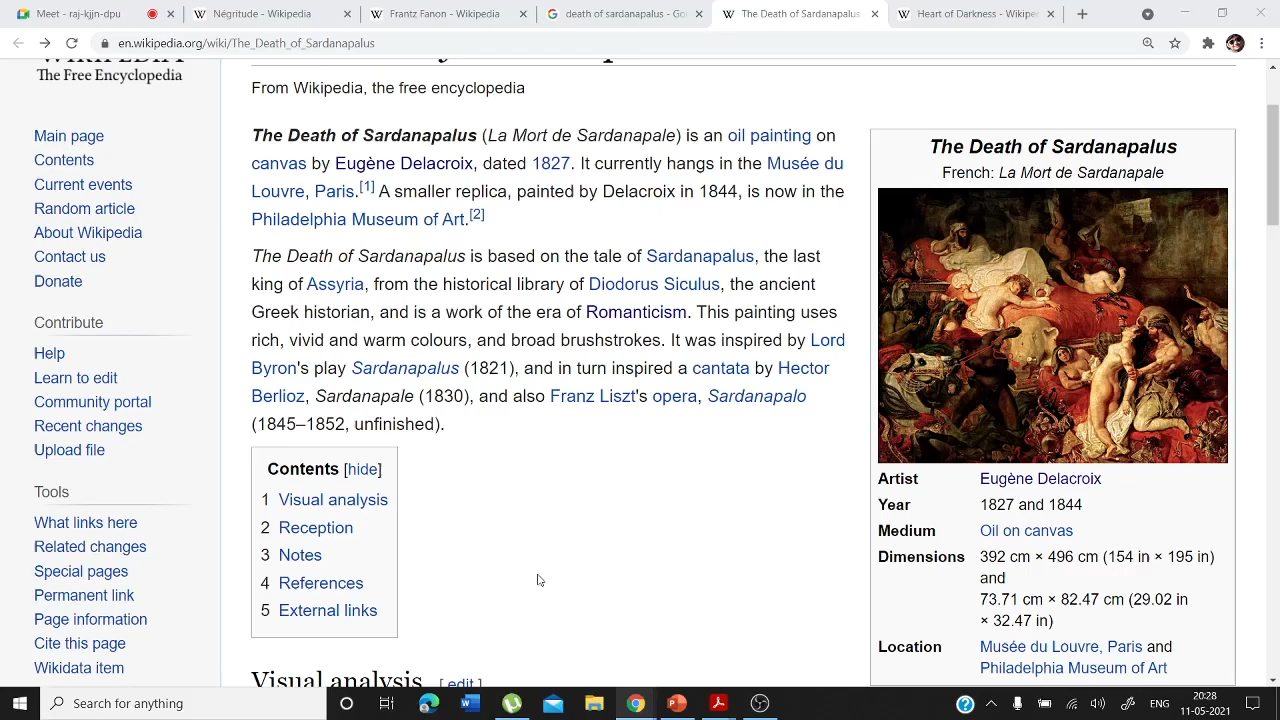 Meet - raj-kjn-dpu
Négritude - Wikipedia
Frantz Fanon - Wikipedia
death of sardanapalus - Go
The Death of Sardanapalus
Heart of Darkness - Wikipe
en.wikipedia.org/wiki/The_Death_of_Sardanapalus
WIKIPEDIA
The Free Encyclopedia
Main page
Contents
Current events
Random article
About Wikipedia
Contact us
Donate
Contribute
Help
Learn to edit
Community portal
Recent changes
Upload file
Tools
What links here
Related changes
Special pages
Permanent link
Page information
Cite this page
Wikidata item
From Wikipedia, the free encyclopedia
The Death of Sardanapalus (La Mort de Sardanapale) is an oil painting on
canvas by Eugène Delacroix, dated 1827. It currently hangs in the Musée du
Louvre, Paris.[1] A smaller replica, painted by Delacroix in 1844, is now in the
Philadelphia Museum of Art.[2]
The Death of Sardanapalus is based on the tale of Sardanapalus, the last
king of Assyria, from the historical library of Diodorus Siculus, the ancient
Greek historian, and is a work of the era of Romanticism. This painting uses
rich, vivid and warm colours, and broad brushstrokes. It was inspired by Lord
Byron's play Sardanapalus (1821), and in turn inspired a cantata by Hector
Berlioz, Sardanapale (1830), and also Franz Liszt's opera, Sardanapalo
(1845–1852, unfinished).
Contents [hide]
1 Visual analysis
2 Reception
3 Notes
4 References
5 External links
Visual analysis [ edit ]
The Death of Sardanapalus
French: La Mort de Sardanapale
Artist Eugène Delacroix
Year 1827 and 1844
Medium Oil on canvas
Dimensions 392 cm × 496 cm (154 in × 195 in)
and
73.71 cm × 82.47 cm (29.02 in
× 32.47 in)
Location Musée du Louvre, Paris and
Philadelphia Museum of Art
Search for anything
ENG
20:28
11-05-2021